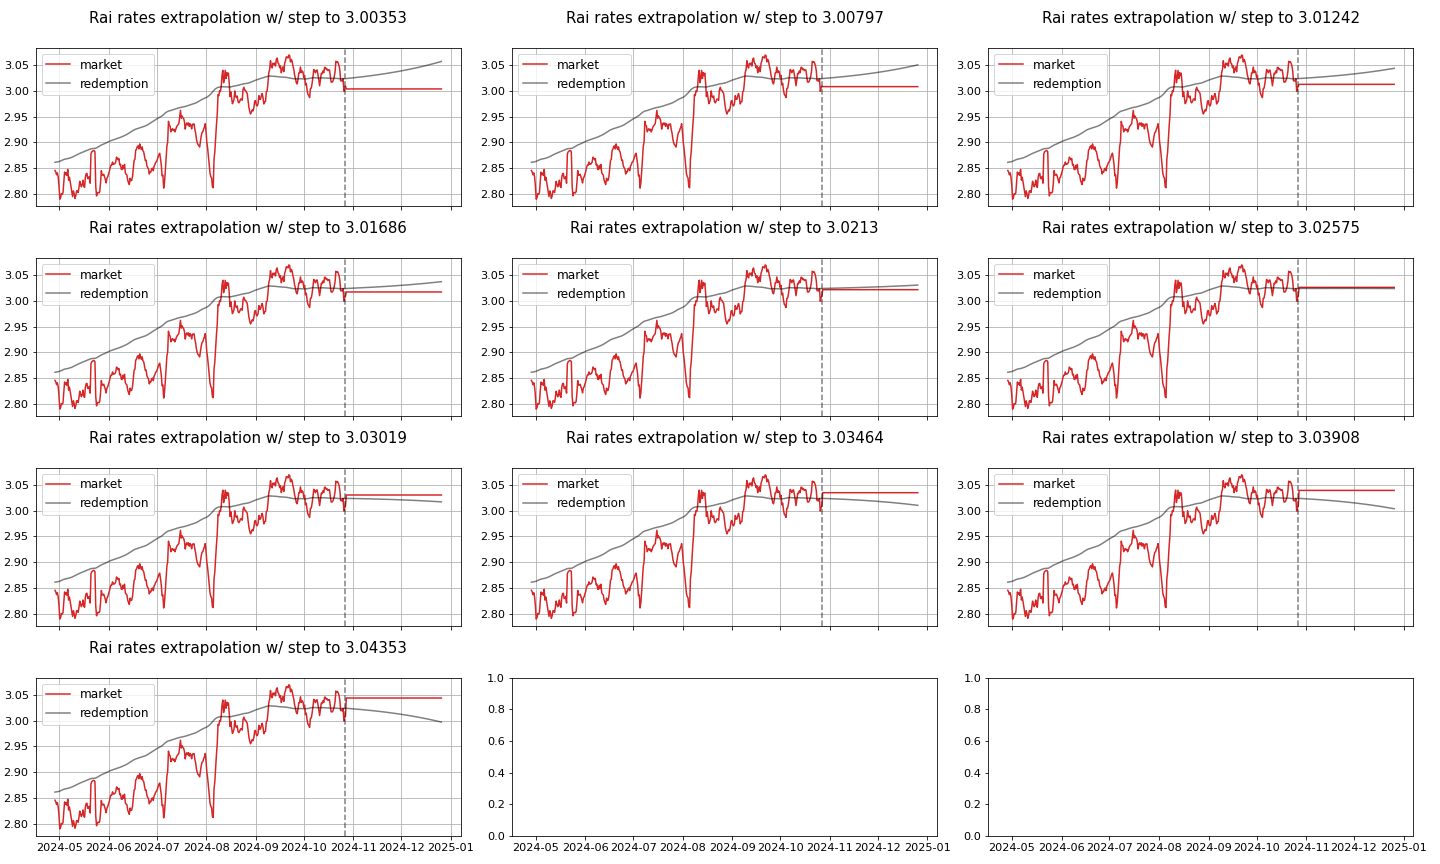 Rai rates extrapolation w/ step to 3.00353
Rai rates extrapolation w/ step to 3.00797
Rai rates extrapolation w/ step to 3.01242
3.05
3.00
2.95
2.90
2.85
2.80
market
redemption
3.05
3.00
2.95
2.90
2.85
2.80
market
redemption
3.05
3.00
2.95
2.90
2.85
2.80
market
redemption
Rai rates extrapolation w/ step to 3.01686
Rai rates extrapolation w/ step to 3.0213
Rai rates extrapolation w/ step to 3.02575
3.05
3.00
2.95
2.90
2.85
2.80
market
redemption
3.05
3.00
2.95
2.90
2.85
2.80
market
redemption
3.05
3.00
2.95
2.90
2.85
2.80
market
redemption
Rai rates extrapolation w/ step to 3.03019
Rai rates extrapolation w/ step to 3.03464
Rai rates extrapolation w/ step to 3.03908
3.05
3.00
2.95
2.90
2.85
2.80
market
redemption
3.05
3.00
2.95
2.90
2.85
2.80
market
redemption
3.05
3.00
2.95
2.90
2.85
2.80
market
redemption
Rai rates extrapolation w/ step to 3.04353
3.05
3.00
2.95
2.90
2.85
2.80
market
redemption
2024-05 2024-06 2024-07 2024-08 2024-09 2024-10 2024-11 2024-12 2025-01
1.0
0.8
0.6
0.4
0.2
0.0
2024-05 2024-06 2024-07 2024-08 2024-09 2024-10 2024-11 2024-12 2025-01
1.0
0.8
0.6
0.4
0.2
0.0
2024-05 2024-06 2024-07 2024-08 2024-09 2024-10 2024-11 2024-12 2025-01